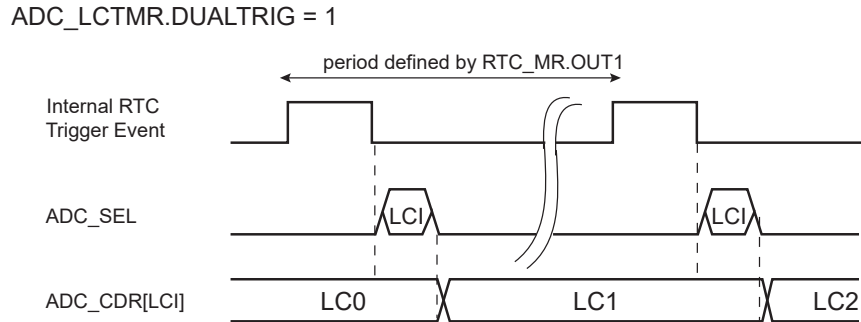 ADC_LCTMR.DUALTRIG = 1
period defined by RTC_MR.OUT1
Internal RTC
Trigger Event
ADC_SEL
LCI
LCI
ADC_CDR[LCI]
LC0
LC1
LC2